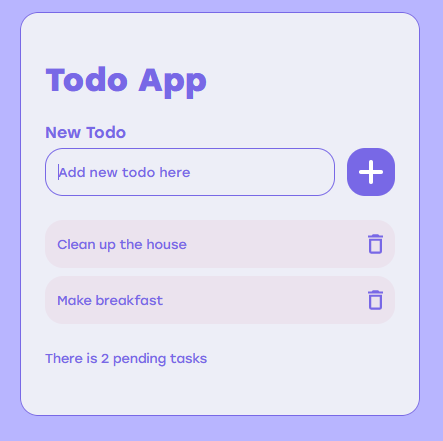 Todo App
New Todo
Add new todo here
Clean up the house
Make breakfast
There is 2 pending tasks